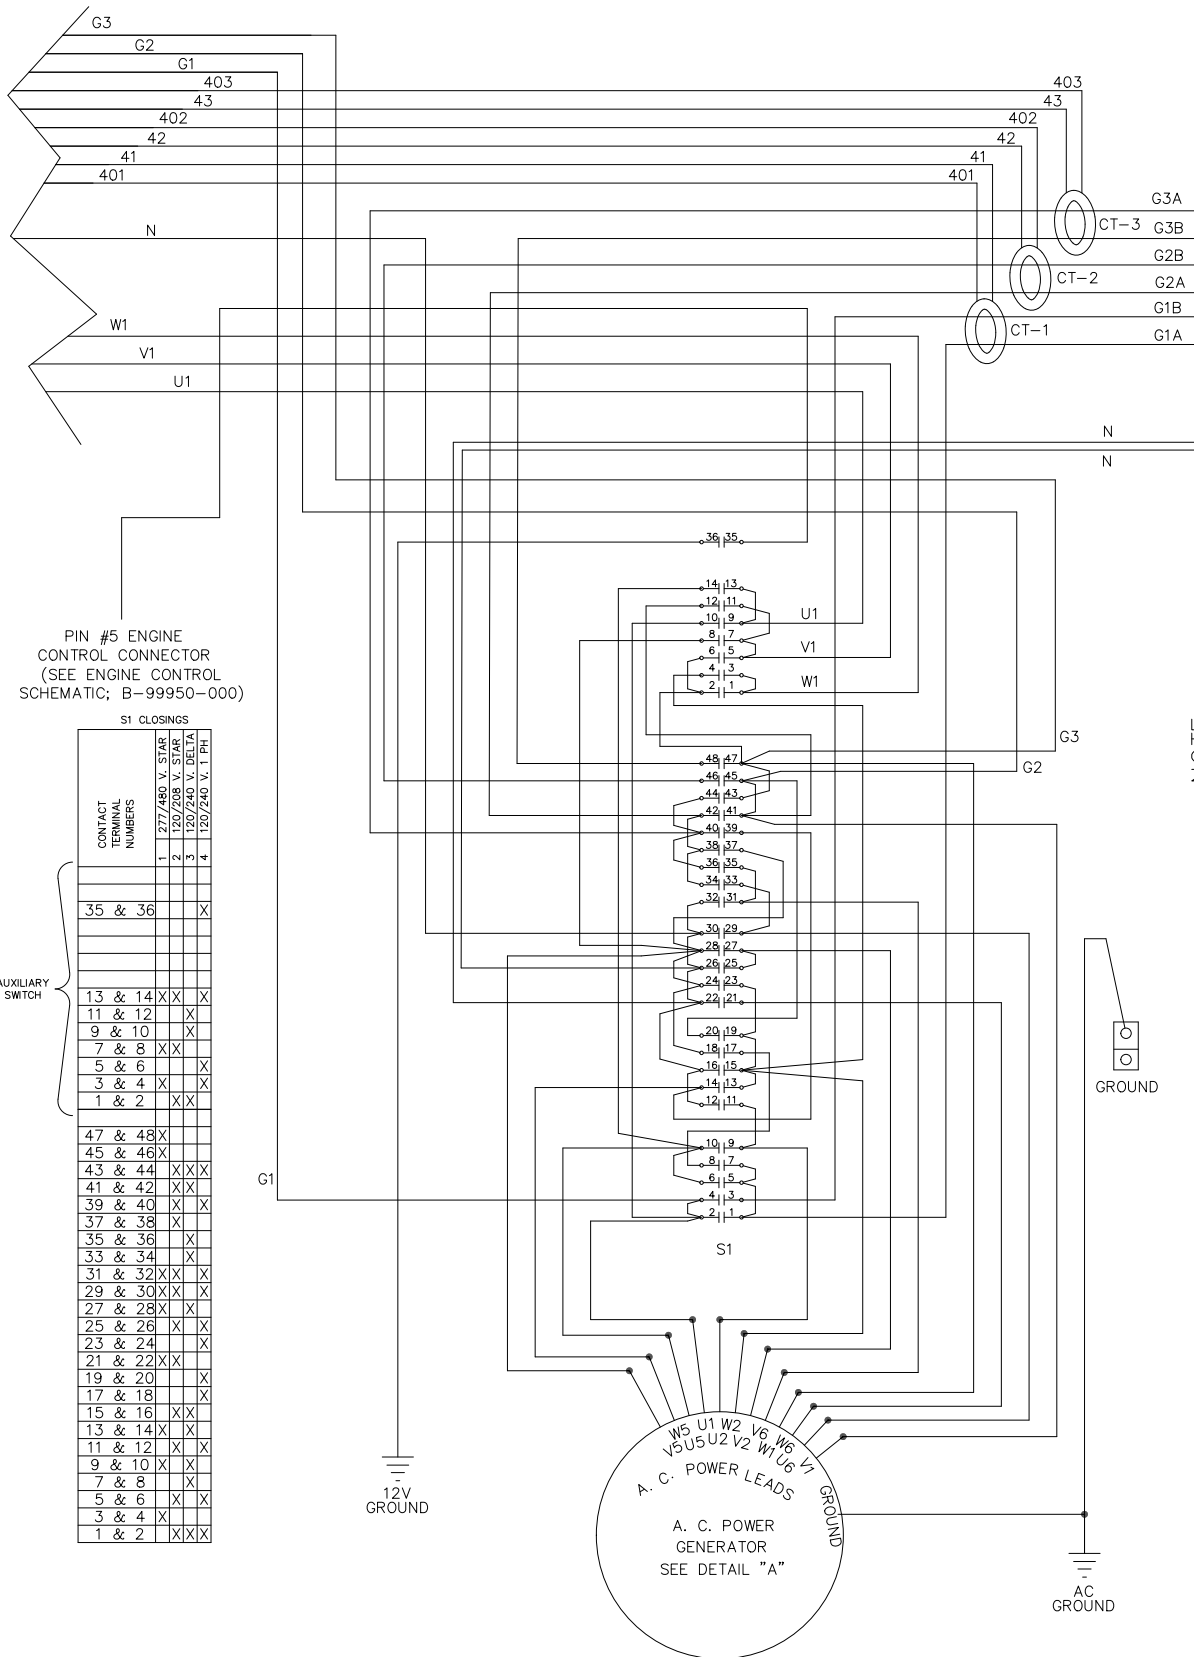 G3
G2
G1
403
43
402
42
41
401
N
W1
V1
U1
403
43
402
42
41
401
G3A
CT-3 G3B
G2B
CT-2
G2A
G1B
CT-1
G1A
N
N
36 35
14 13
12 11
10 9
8 7
6 5
4 3
2 1
U1
V1
W1
PIN #5 ENGINE
CONTROL CONNECTOR
(SEE ENGINE CONTROL
SCHEMATIC; B-99950-000)
G3
G2
48 47
46 45
44 43
42 41
40 39
38 37
36 35
34 33
32 31
30 29
28 27
26 25
24 23
22 21
20 19
18 17
16 15
14 13
12 11
10 9
8 7
6 5
4 3
2 1
S1
G1
S1 CLOSINGS
CONTACT
TERMINAL
NUMBERS
277/480 V. STAR
120/208 V. STAR
120/240 V. DELTA
120/240 V. 1 PH
1 2 3 4
AUXILIARY
SWITCH
35 & 36 X
13 & 14 X X X
11 & 12 X
9 & 10 X
7 & 8 X X
5 & 6 X
3 & 4 X X
1 & 2 X X
47 & 48 X
45 & 46 X
43 & 44 X X X
41 & 42 X X
39 & 40 X X
37 & 38 X
35 & 36 X
33 & 34 X
31 & 32 X X X
29 & 30 X X X
27 & 28 X X
25 & 26 X X
23 & 24 X
21 & 22 X X
19 & 20 X
17 & 18 X
15 & 16 X X
13 & 14 X X
11 & 12 X X
9 & 10 X X
7 & 8 X
5 & 6 X X
3 & 4 X
1 & 2 X X X
GROUND
12V
GROUND
W5 U1 W2 V6 W6 V1
V5 U5 U2 V2 W1 U6
A. C. POWER LEADS
GROUND
A. C. POWER
GENERATOR
SEE DETAIL "A"
AC
GROUND